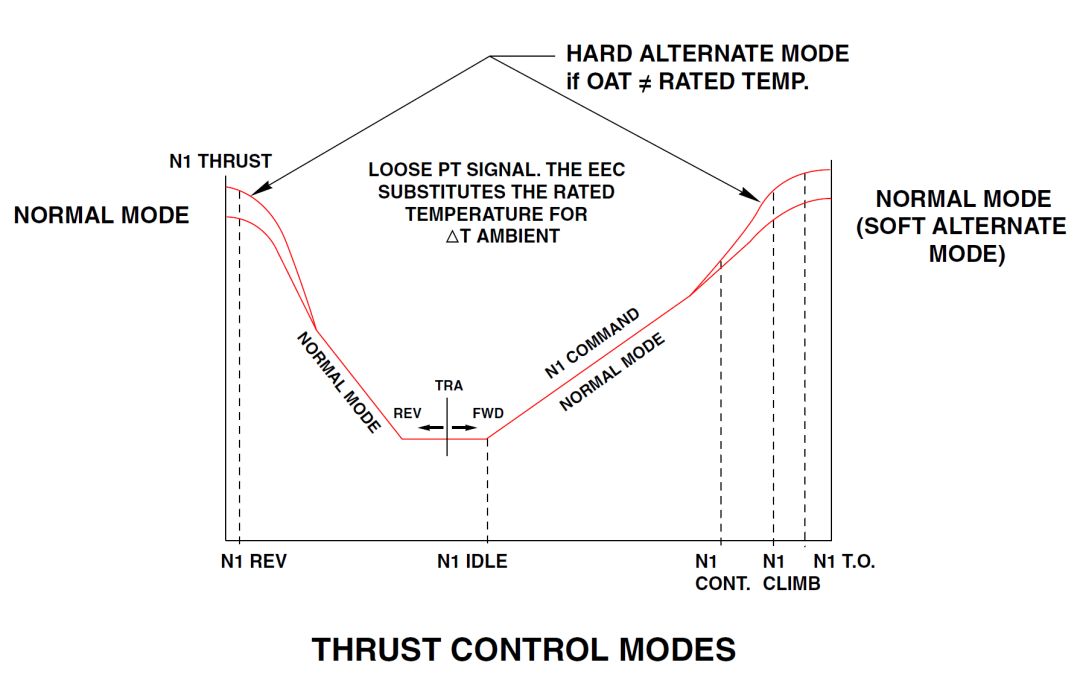 HARD ALTERNATE MODE
if OAT ≠ RATED TEMP.
N1 THRUST
LOOSE PT SIGNAL. THE EEC
SUBSTITUTES THE RATED
TEMPERATURE FOR
△T AMBIENT
NORMAL MODE
NORMAL MODE
(SOFT ALTERNATE
MODE)
N1 COMMAND
NORMAL MODE
NORMAL MODE
TRA
REV
FWD
N1 REV
N1 IDLE
N1
CONT.
N1
CLIMB
N1 T.O.
THRUST CONTROL MODES